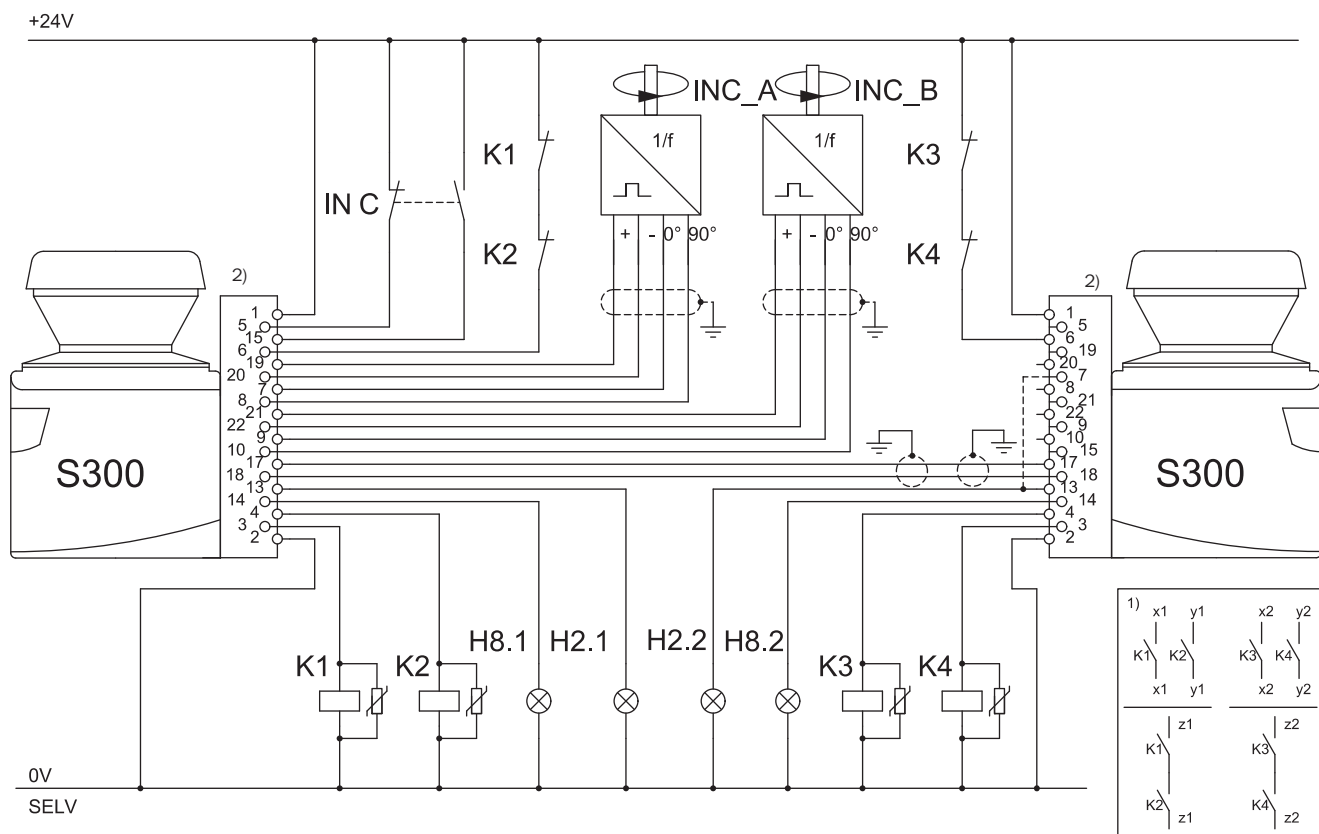 +24V
INC_A
INC_B
1/f
1/f
K1
K3
IN C
K2
+ - 0° 90°
+ - 0° 90°
K4
2)
2)
1
5
15
6
19
20
7
8
21
22
9
10
17
18
13
14
4
3
2
1
5
6
19
20
7
8
21
22
9
10
15
17
18
13
14
4
3
2
S300
S300
H8.1
H2.1
H2.2
H8.2
K1
K2
K3
K4
1)
x1 y1 x2 y2
K1 K2 K3 K4
x1 y1 x2 y2
z1 z2
K1 K3
K2 K4
z1 z2
0V
SELV